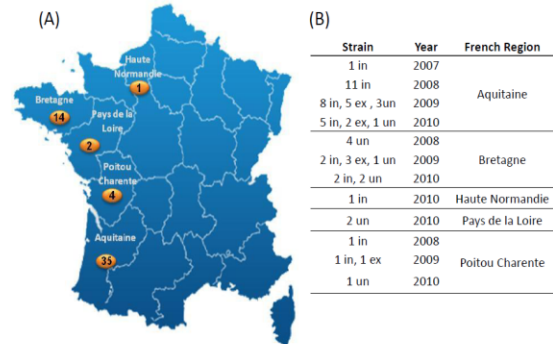 (A)
Haute
Normandie
1
Bretagne
14
Pays de la
Loire
2
Poitou
Charente
4
Aquitaine
35
(B)
Strain Year French Region
1 in 2007
11 in 2008
8 in, 5 ex , 3un 2009
5 in, 2 ex, 1 un 2010
Aquitaine
4 un 2008
2 in, 3 ex, 1 un 2009
2 in, 2 un 2010
Bretagne
1 in 2010 Haute Normandie
2 un 2010 Pays de la Loire
1 in 2008
1 in, 1 ex 2009
1 un 2010
Poitou Charente